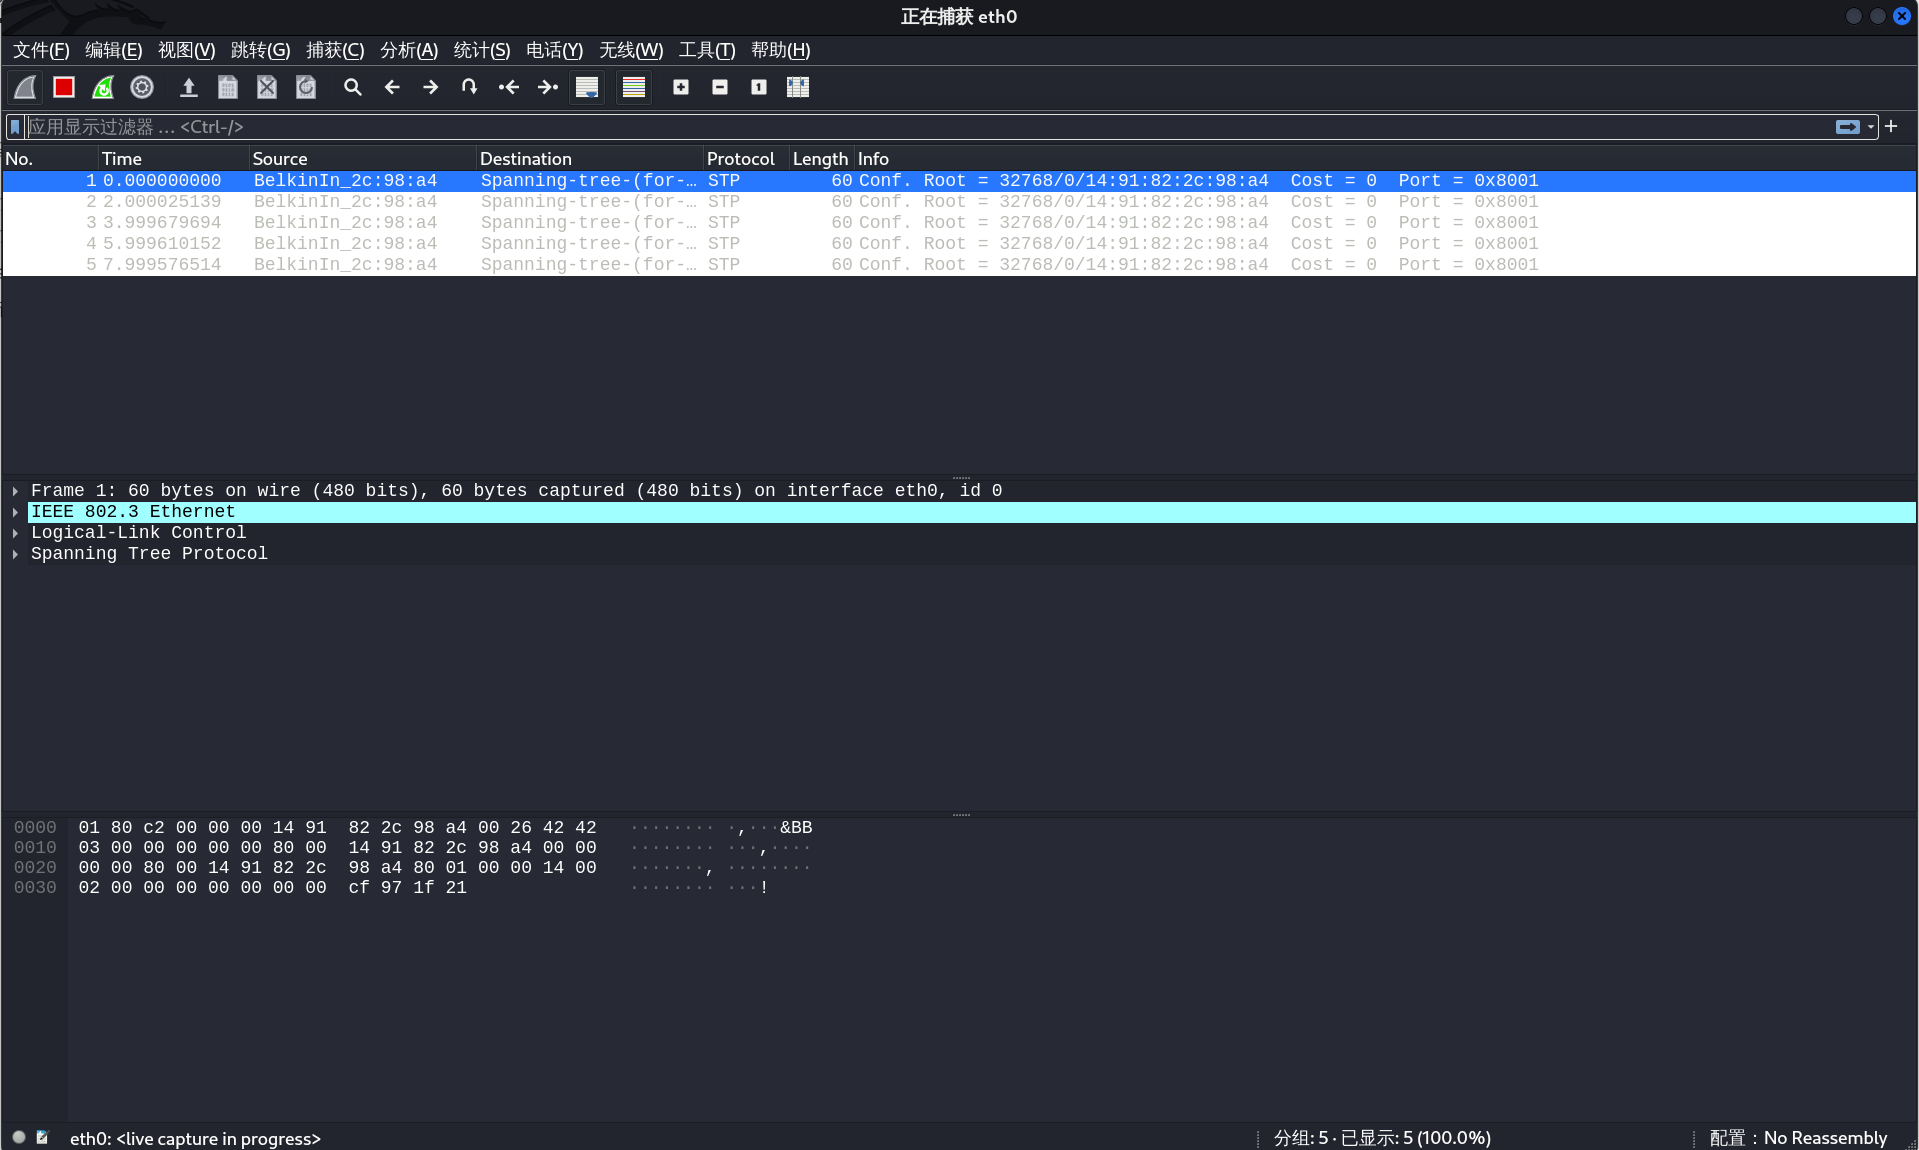 正在捕获 eth0
文件(F) 编辑(E) 视图(V) 跳转(G) 捕获(C) 分析(A) 统计(S) 电话(Y) 无线(W) 工具(T) 帮助(H)
应用显示过滤器 … <Ctrl-/>
No. Time Source Destination Protocol Length Info
1 0.000000000 BelkinIn_2c:98:a4 Spanning-tree-(for-… STP 60 Conf. Root = 32768/0/14:91:82:2c:98:a4 Cost = 0 Port = 0x8001
2 2.000025139 BelkinIn_2c:98:a4 Spanning-tree-(for-… STP 60 Conf. Root = 32768/0/14:91:82:2c:98:a4 Cost = 0 Port = 0x8001
3 3.999679694 BelkinIn_2c:98:a4 Spanning-tree-(for-… STP 60 Conf. Root = 32768/0/14:91:82:2c:98:a4 Cost = 0 Port = 0x8001
4 5.999610152 BelkinIn_2c:98:a4 Spanning-tree-(for-… STP 60 Conf. Root = 32768/0/14:91:82:2c:98:a4 Cost = 0 Port = 0x8001
5 7.999576514 BelkinIn_2c:98:a4 Spanning-tree-(for-… STP 60 Conf. Root = 32768/0/14:91:82:2c:98:a4 Cost = 0 Port = 0x8001
Frame 1: 60 bytes on wire (480 bits), 60 bytes captured (480 bits) on interface eth0, id 0
IEEE 802.3 Ethernet
Logical-Link Control
Spanning Tree Protocol
0000 01 80 c2 00 00 00 14 91 82 2c 98 a4 00 26 42 42 ········ ·,···&BB
0010 03 00 00 00 00 00 80 00 14 91 82 2c 98 a4 00 00 ········ ···,····
0020 00 00 80 00 14 91 82 2c 98 a4 80 01 00 00 14 00 ·······, ········
0030 02 00 00 00 00 00 00 00 cf 97 1f 21 ········ ···!
eth0: <live capture in progress> 分组: 5 · 已显示: 5 (100.0%) 配置：No Reassembly